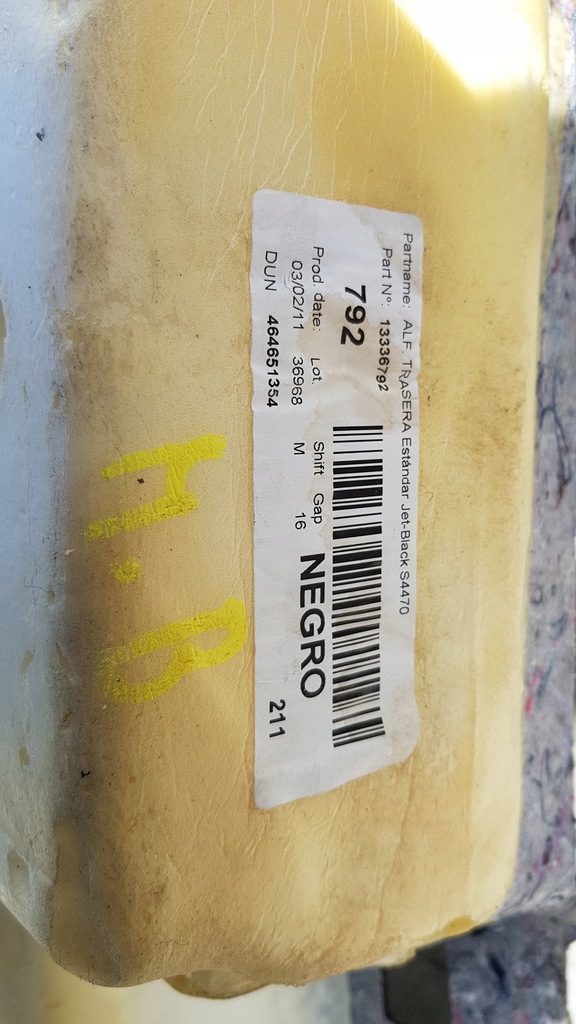 Partname: ALF. TRASERA Estándar Jet-Black S4470
Part Nº: 13336792
792
Prod. date: Lot. Shift Gap
03/02/11 36968 M 16
NEGRO
DUN 464651354
211
M.B